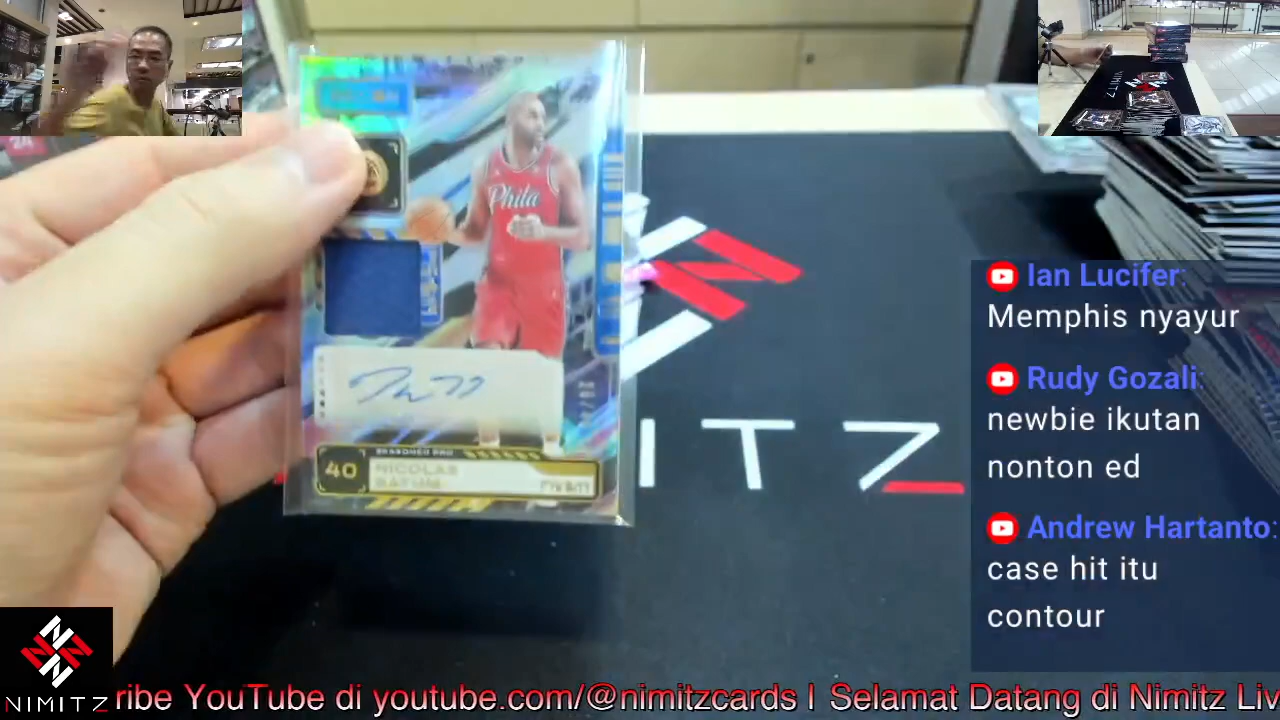 Phila
40
NICOLAS
BATUM
NIMITZ
ITZ
Ian Lucifer:
Memphis nyayur
Rudy Gozali:
newbie ikutan
nonton ed
Andrew Hartanto:
case hit itu
contour
ribe YouTube di youtube.com/@nimitzcards I Selamat Datang di Nimitz Liv